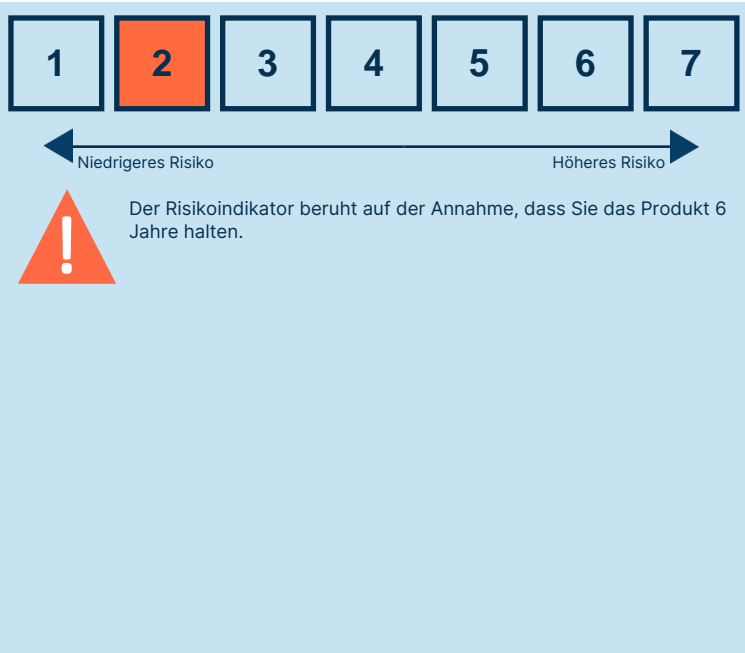 1 2 3 4 5 6 7
Niedrigeres Risiko Höheres Risiko
!
Der Risikoindikator beruht auf der Annahme, dass Sie das Produkt 6
Jahre halten.